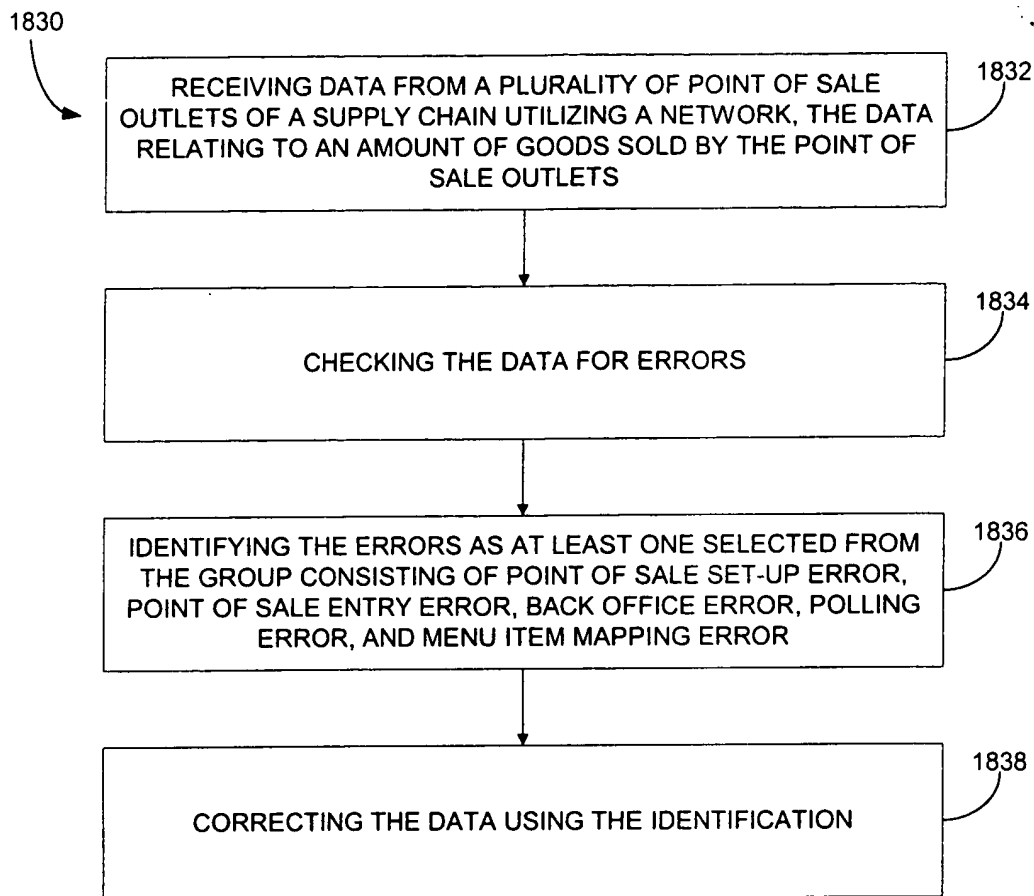 1830
RECEIVING DATA FROM A PLURALITY OF POINT OF SALE
OUTLETS OF A SUPPLY CHAIN UTILIZING A NETWORK, THE DATA
RELATING TO AN AMOUNT OF GOODS SOLD BY THE POINT OF
SALE OUTLETS
1832
CHECKING THE DATA FOR ERRORS
1834
IDENTIFYING THE ERRORS AS AT LEAST ONE SELECTED FROM
THE GROUP CONSISTING OF POINT OF SALE SET-UP ERROR,
POINT OF SALE ENTRY ERROR, BACK OFFICE ERROR, POLLING
ERROR, AND MENU ITEM MAPPING ERROR
1836
CORRECTING THE DATA USING THE IDENTIFICATION
1838